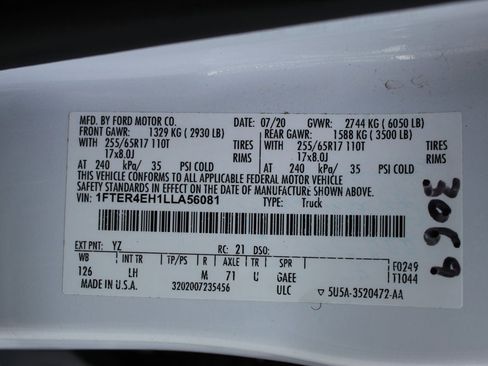 MFD. BY FORD MOTOR CO. DATE: 07/20 GVWR: 2744 KG (6050 LB)
FRONT GAWR: 1329 KG (2930 LB) REAR GAWR: 1588 KG (3500 LB)
WITH 255/65R17 110T TIRES WITH 255/65R17 110T TIRES
17x8.0J RIMS 17x8.0J RIMS
AT 240 kPa/ 35 PSI COLD AT 240 kPa/ 35 PSI COLD
THIS VEHICLE CONFORMS TO ALL APPLICABLE FEDERAL MOTOR VEHICLE
SAFETY AND THEFT PREVENTION STANDARDS IN EFFECT ON THE
DATE OF MANUFACTURE SHOWN ABOVE.
VIN: 1FTER4EH1LLA56081 TYPE: Truck
EXT PNT: YZ RC: 21 DSO:
WB INT TR TP/PS R AXLE TR SPR F0249
126 LH M 71 U GAEE T1044
MADE IN U.S.A. 3202007235456 ULC ▽ 5U5A-3520472-AA
3069